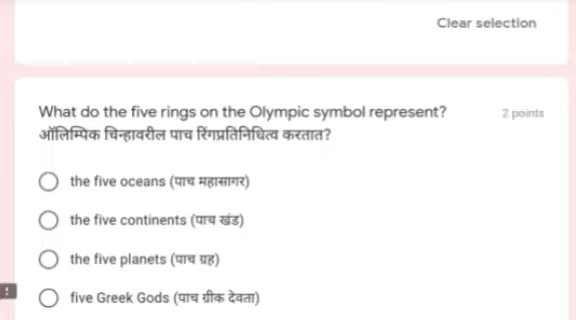 Clear selection
What do the five rings on the Olympic symbol represent?
2 points
ऑलिम्पिक चिन्हावरील पाच रिंगप्रतिनिधित्व करतात?
the five oceans (पाच महासागर)
the five continents (पाच खंड)
the five planets (पाच ग्रह)
five Greek Gods (पाच ग्रीक देवता)